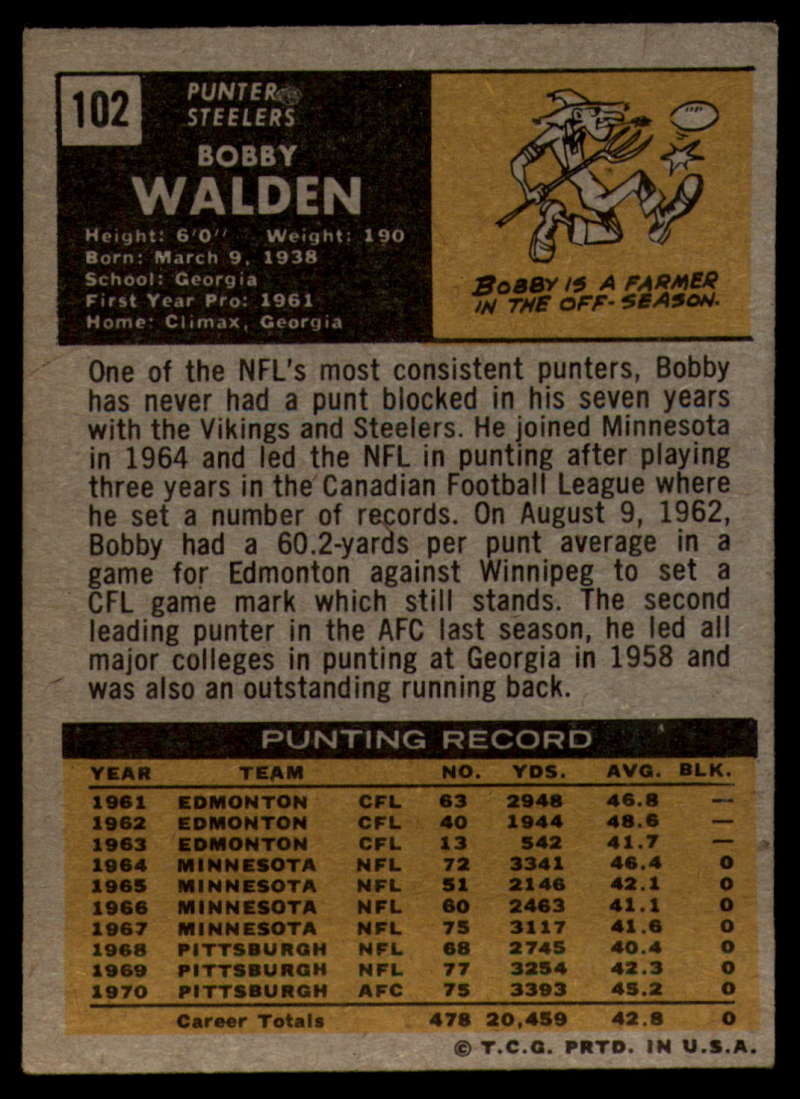 102
PUNTER
STEELERS
BOBBY
WALDEN
Height: 6'0" Weight: 190
Born: March 9, 1938
School: Georgia
First Year Pro: 1961
Home: Climax, Georgia
BOBBY IS A FARMER
IN THE OFF-SEASON.
One of the NFL's most consistent punters, Bobby
has never had a punt blocked in his seven years
with the Vikings and Steelers. He joined Minnesota
in 1964 and led the NFL in punting after playing
three years in the Canadian Football League where
he set a number of records. On August 9, 1962,
Bobby had a 60.2-yards per punt average in a
game for Edmonton against Winnipeg to set a
CFL game mark which still stands. The second
leading punter in the AFC last season, he led all
major colleges in punting at Georgia in 1958 and
was also an outstanding running back.
PUNTING RECORD
YEAR TEAM NO. YDS. AVG. BLK.
1961 EDMONTON CFL 63 2948 46.8 —
1962 EDMONTON CFL 40 1944 48.6 —
1963 EDMONTON CFL 13 542 41.7 —
1964 MINNESOTA NFL 72 3341 46.4 0
1965 MINNESOTA NFL 51 2146 42.1 0
1966 MINNESOTA NFL 60 2463 41.1 0
1967 MINNESOTA NFL 75 3117 41.6 0
1968 PITTSBURGH NFL 68 2745 40.4 0
1969 PITTSBURGH NFL 77 3254 42.3 0
1970 PITTSBURGH AFC 75 3393 45.2 0
Career Totals 478 20,459 42.8 0
© T.C.G. PRTD. IN U.S.A.